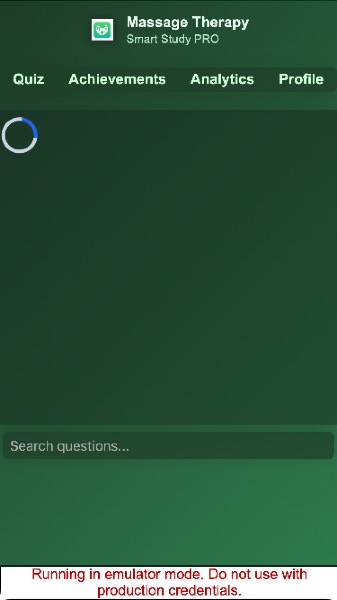 Massage Therapy
Smart Study PRO
Quiz Achievements Analytics Profile
Search questions...
Running in emulator mode. Do not use with
production credentials.